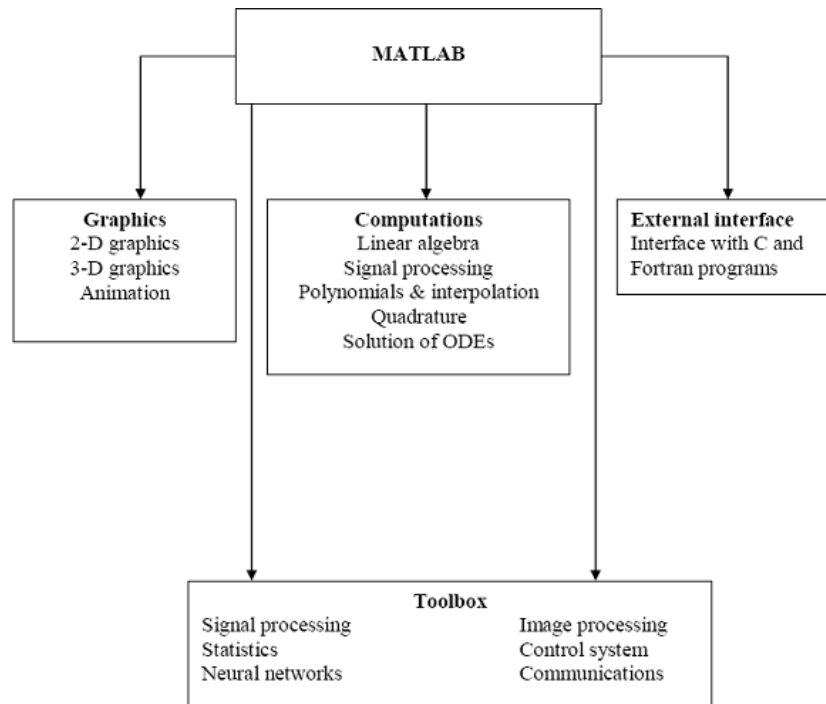 MATLAB
Graphics
2-D graphics
3-D graphics
Animation
Computations
Linear algebra
Signal processing
Polynomials & interpolation
Quadrature
Solution of ODEs
External interface
Interface with C and
Fortran programs
Toolbox
Signal processing
Statistics
Neural networks
Image processing
Control system
Communications